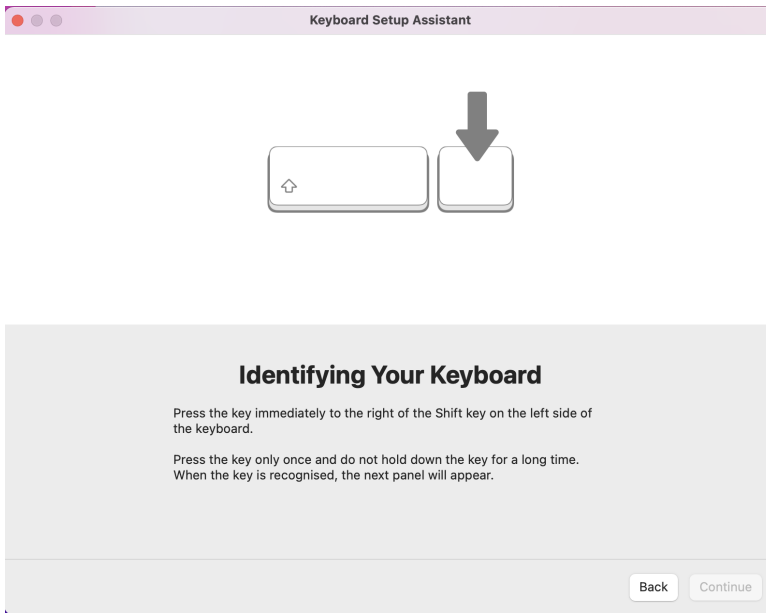 Keyboard Setup Assistant
Identifying Your Keyboard
Press the key immediately to the right of the Shift key on the left side of
the keyboard.
Press the key only once and do not hold down the key for a long time.
When the key is recognised, the next panel will appear.
Back
Continue